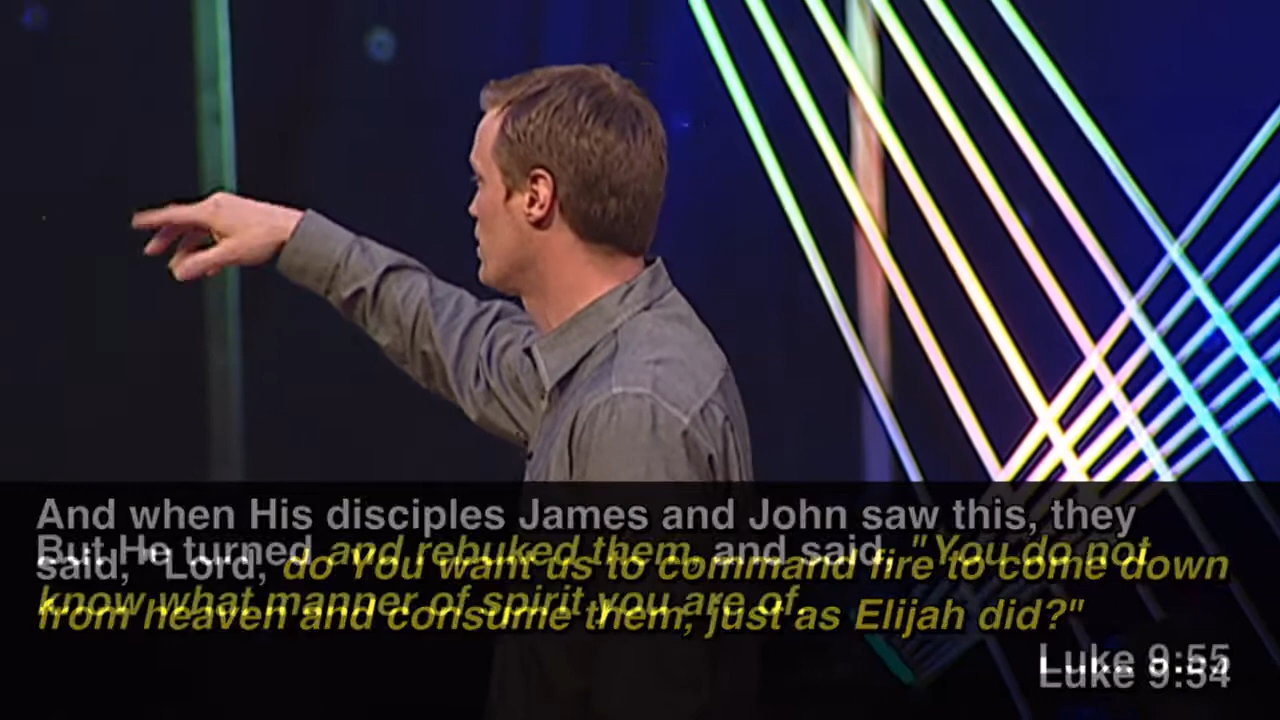 And when His disciples James and John saw this, they
But He turned and rebuked them, and said, "You do not
said, "Lord, do You want us to command fire to come down
know what manner of spirit you are of.
from heaven and consume them, just as Elijah did?"
Luke 9:55
Luke 9:54